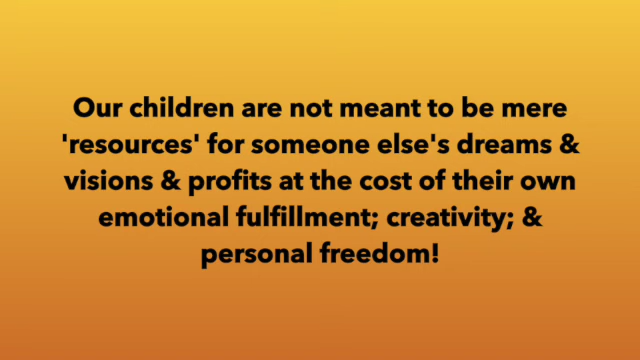 Our children are not meant to be mere
'resources' for someone else's dreams &
visions & profits at the cost of their own
emotional fulfillment; creativity; &
personal freedom!